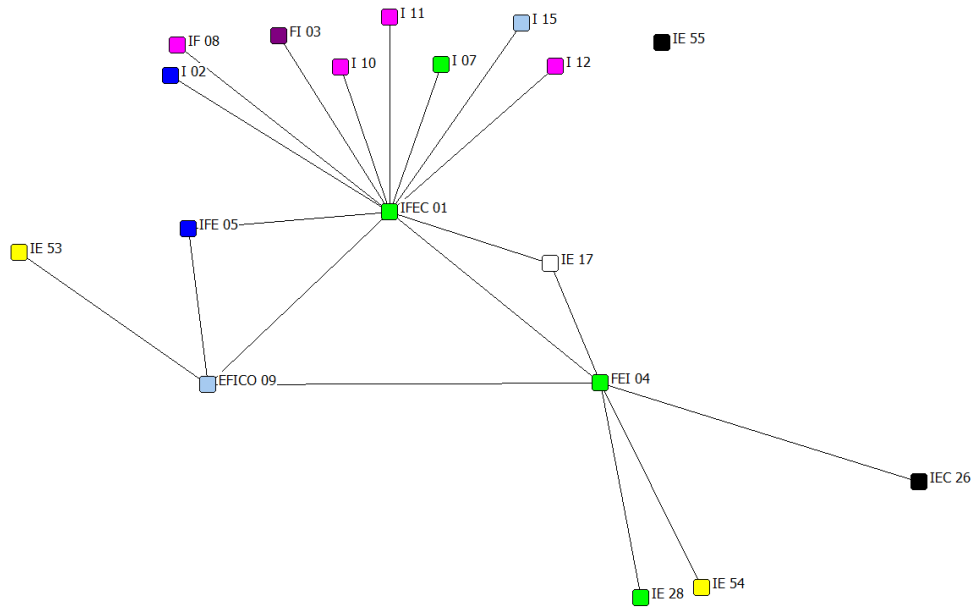 I 11
I 15
FI 03
IF 08
IE 55
I 10
I 07
I 12
I 02
IFEC 01
IFE 05
IE 53
IE 17
EFICO 09
FEI 04
IEC 26
IE 54
IE 28